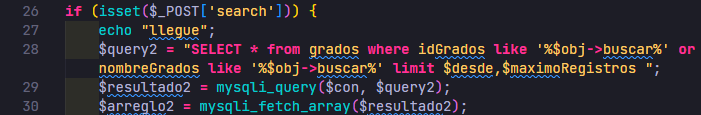 26 if (isset($_POST['search'])) {
27 echo "llegue";
28 $query2 = "SELECT * from grados where idGrados like '%$obj->buscar%' or
nombreGrados like '%$obj->buscar%' limit $desde,$maximoRegistros ";
29 $resultado2 = mysqli_query($con, $query2);
30 $arreglo2 = mysqli_fetch_array($resultado2);